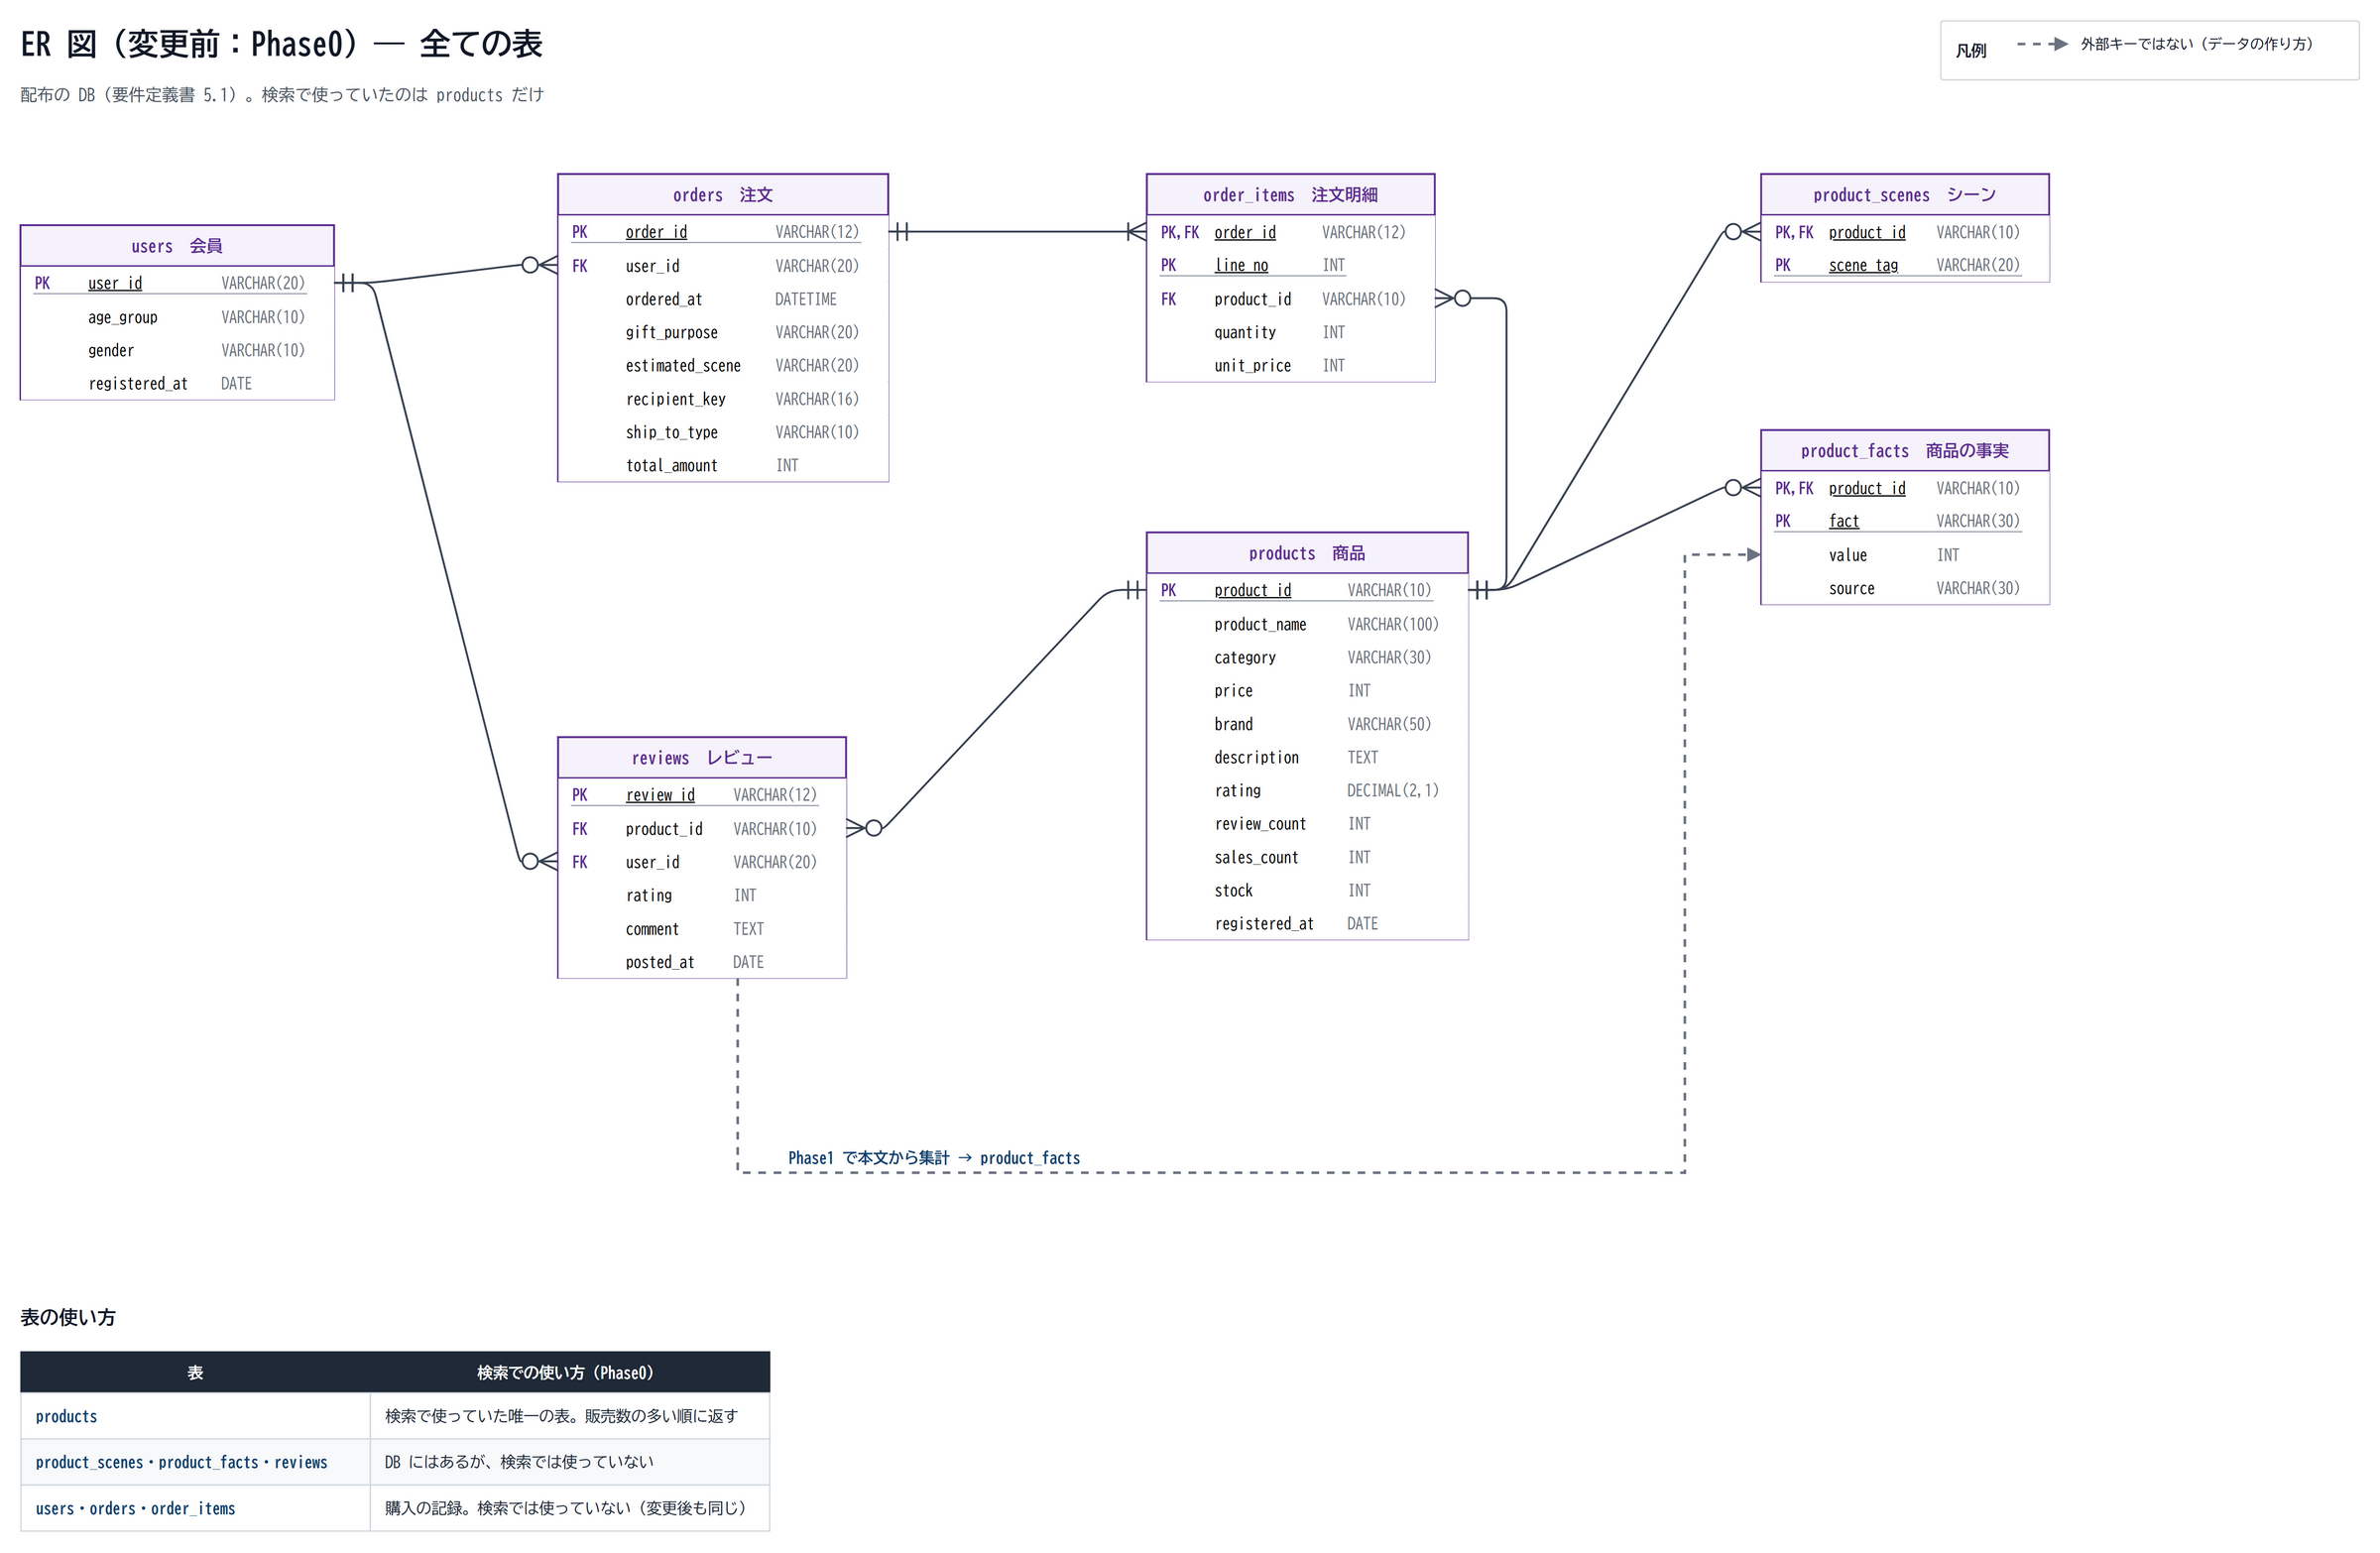 ER 図（変更前：Phase0）― 全ての表
配布の DB（要件定義書 5.1）。検索で使っていたのは products だけ
凡例
外部キーではない（データの作り方）
users 会員
PK user_id VARCHAR(20)
age_group VARCHAR(10)
gender VARCHAR(10)
registered_at DATE
orders 注文
PK order_id VARCHAR(12)
FK user_id VARCHAR(20)
ordered_at DATETIME
gift_purpose VARCHAR(20)
estimated_scene VARCHAR(20)
recipient_key VARCHAR(16)
ship_to_type VARCHAR(10)
total_amount INT
order_items 注文明細
PK,FK order_id VARCHAR(12)
PK line_no INT
FK product_id VARCHAR(10)
quantity INT
unit_price INT
product_scenes シーン
PK,FK product_id VARCHAR(10)
PK scene_tag VARCHAR(20)
product_facts 商品の事実
PK,FK product_id VARCHAR(10)
PK fact VARCHAR(30)
value INT
source VARCHAR(30)
products 商品
PK product_id VARCHAR(10)
product_name VARCHAR(100)
category VARCHAR(30)
price INT
brand VARCHAR(50)
description TEXT
rating DECIMAL(2,1)
review_count INT
sales_count INT
stock INT
registered_at DATE
reviews レビュー
PK review_id VARCHAR(12)
FK product_id VARCHAR(10)
FK user_id VARCHAR(20)
rating INT
comment TEXT
posted_at DATE
Phase1 で本文から集計 → product_facts
表の使い方
表 検索での使い方（Phase0）
products 検索で使っていた唯一の表。販売数の多い順に返す
product_scenes・product_facts・reviews DB にはあるが、検索では使っていない
users・orders・order_items 購入の記録。検索では使っていない（変更後も同じ）